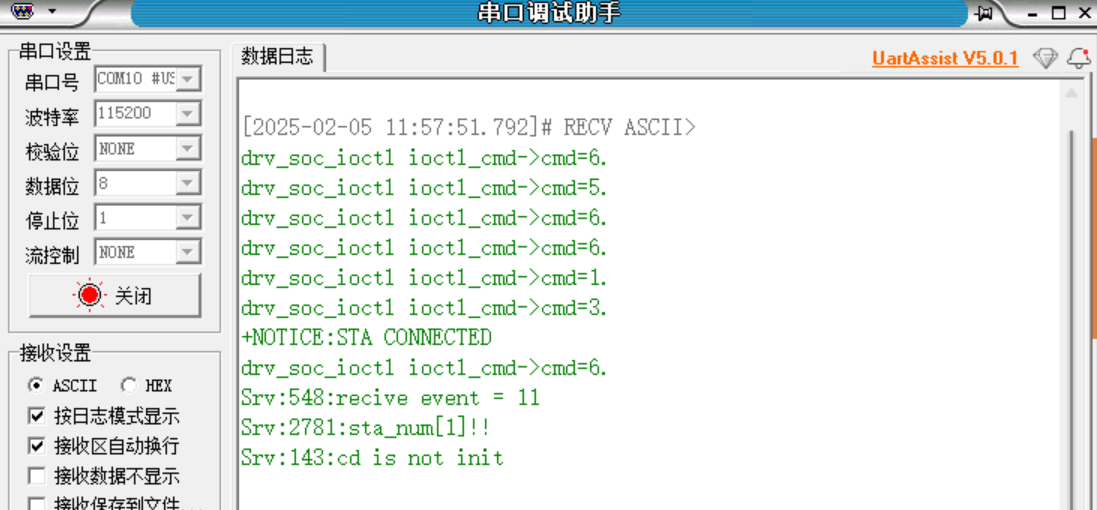 串口调试助手
串口设置
串口号 COM10 #US
波特率 115200
校验位 NONE
数据位 8
停止位 1
流控制 NONE
关闭
接收设置
ASCII HEX
按日志模式显示
接收区自动换行
接收数据不显示
接收保存到文件...
数据日志
UartAssist V5.0.1
[2025-02-05 11:57:51.792]# RECV ASCII>
drv_soc_ioctl ioctl_cmd->cmd=6.
drv_soc_ioctl ioctl_cmd->cmd=5.
drv_soc_ioctl ioctl_cmd->cmd=6.
drv_soc_ioctl ioctl_cmd->cmd=6.
drv_soc_ioctl ioctl_cmd->cmd=1.
drv_soc_ioctl ioctl_cmd->cmd=3.
+NOTICE:STA CONNECTED
drv_soc_ioctl ioctl_cmd->cmd=6.
Srv:548:recive event = 11
Srv:2781:sta_num[1]!!
Srv:143:cd is not init